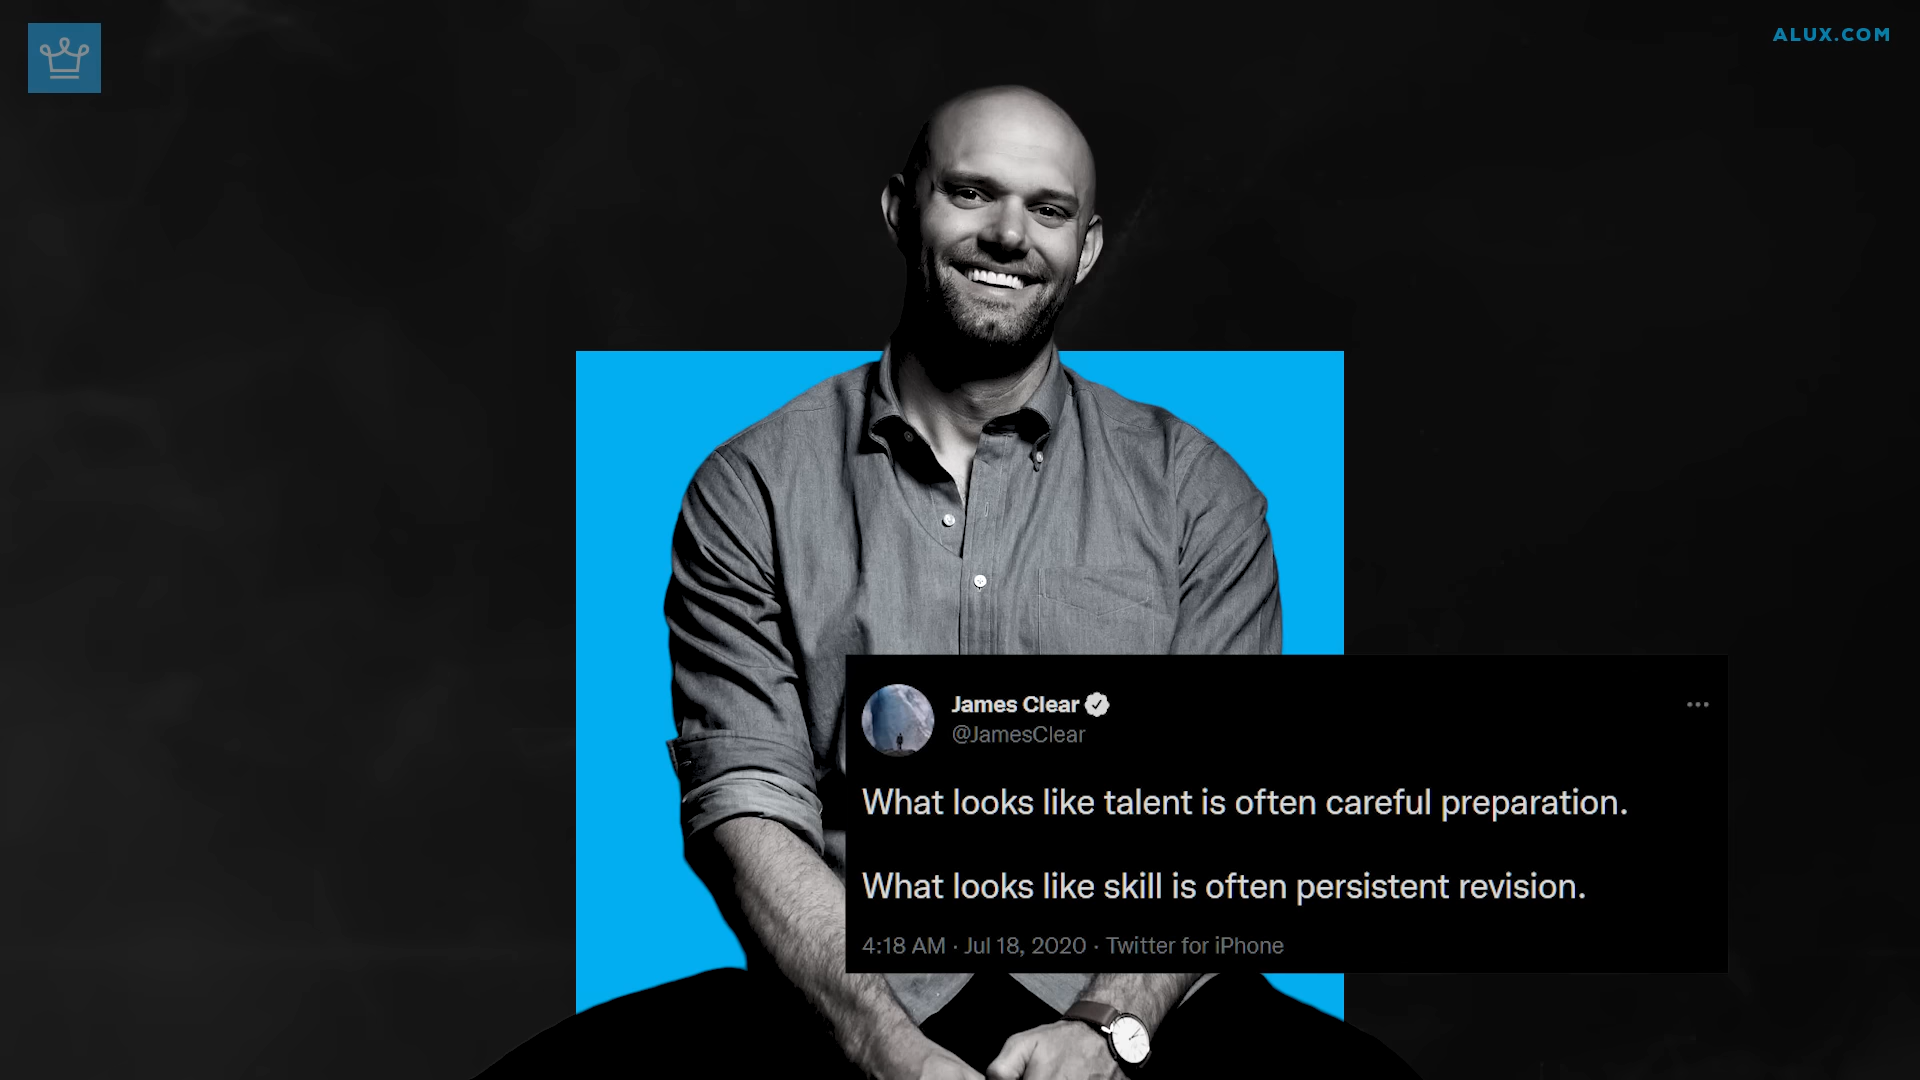 ALUX.COM
James Clear
@JamesClear
What looks like talent is often careful preparation.
What looks like skill is often persistent revision.
4:18 AM · Jul 18, 2020 · Twitter for iPhone